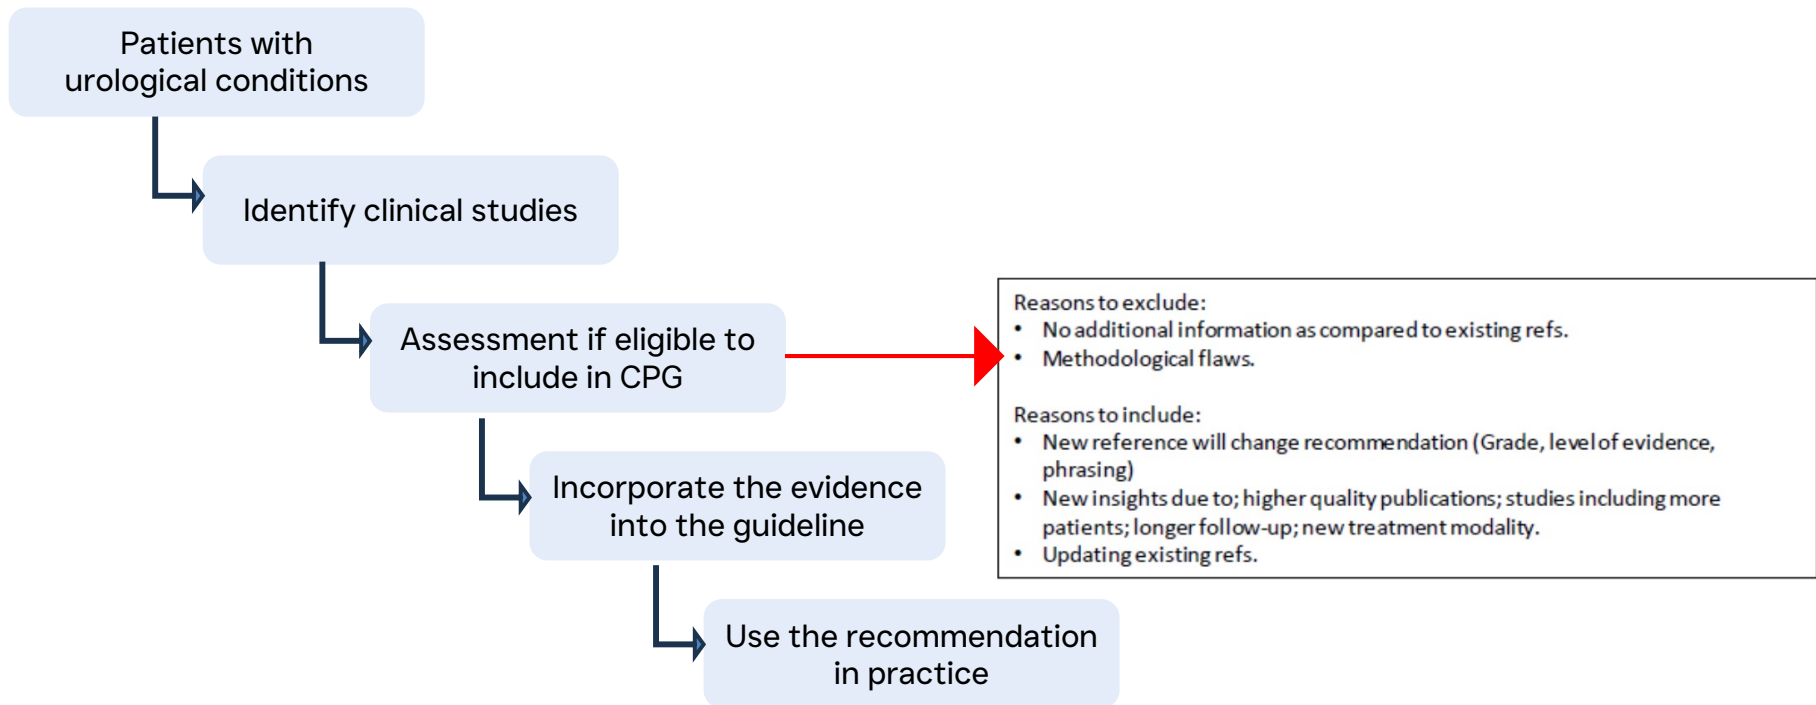 Patients with
urological conditions
Identify clinical studies
Assessment if eligible to
include in CPG
Incorporate the evidence
into the guideline
Use the recommendation
in practice
Reasons to exclude:
• No additional information as compared to existing refs.
• Methodological flaws.
Reasons to include:
• New reference will change recommendation (Grade, level of evidence,
phrasing)
• New insights due to; higher quality publications; studies including more
patients; longer follow-up; new treatment modality.
• Updating existing refs.